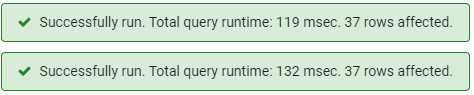 Successfully run. Total query runtime: 119 msec. 37 rows affected.
Successfully run. Total query runtime: 132 msec. 37 rows affected.